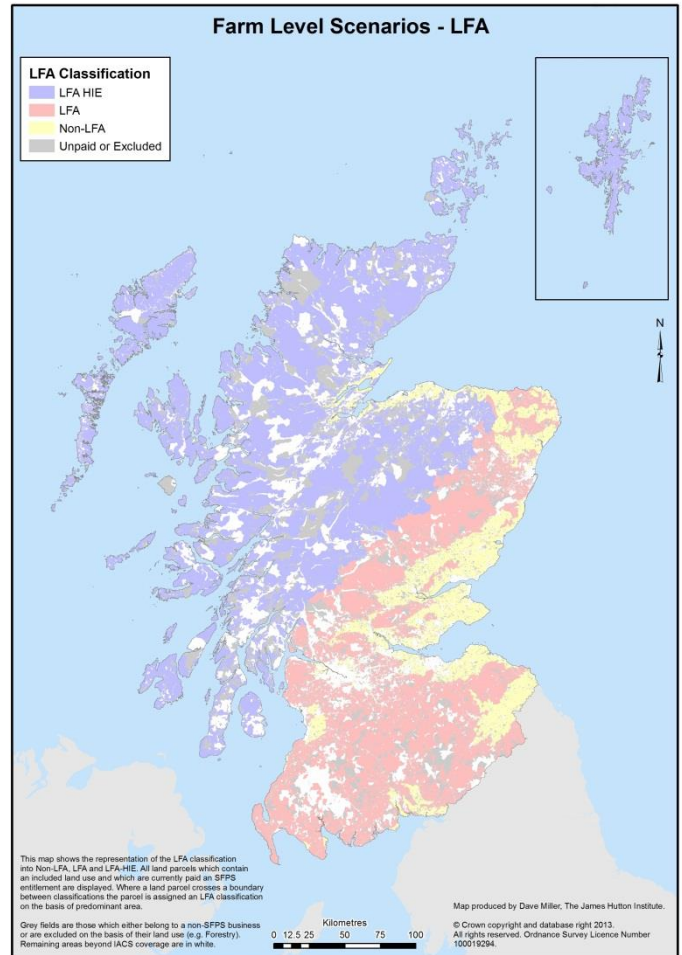 Farm Level Scenarios - LFA
LFA Classification
LFA HIE
LFA
Non-LFA
Unpaid or Excluded
N
This map shows the representation of the LFA classification
into Non-LFA, LFA and LFA-HIE. All land parcels which contain
an included land use and which are currently paid an SFPS
entitlement are displayed. Where a land parcel crosses a boundary
between classifications the parcel is assigned an LFA classification
on the basis of predominant area.
Grey fields are those which either belong to a non-SFPS business
or are excluded on the basis of their land use (e.g. Forestry).
Remaining areas beyond IACS coverage are in white.
Kilometres
0 12.5 25 50 75 100
Map produced by Dave Miller, The James Hutton Institute.
© Crown copyright and database right 2013.
All rights reserved. Ordnance Survey Licence Number
100019294.